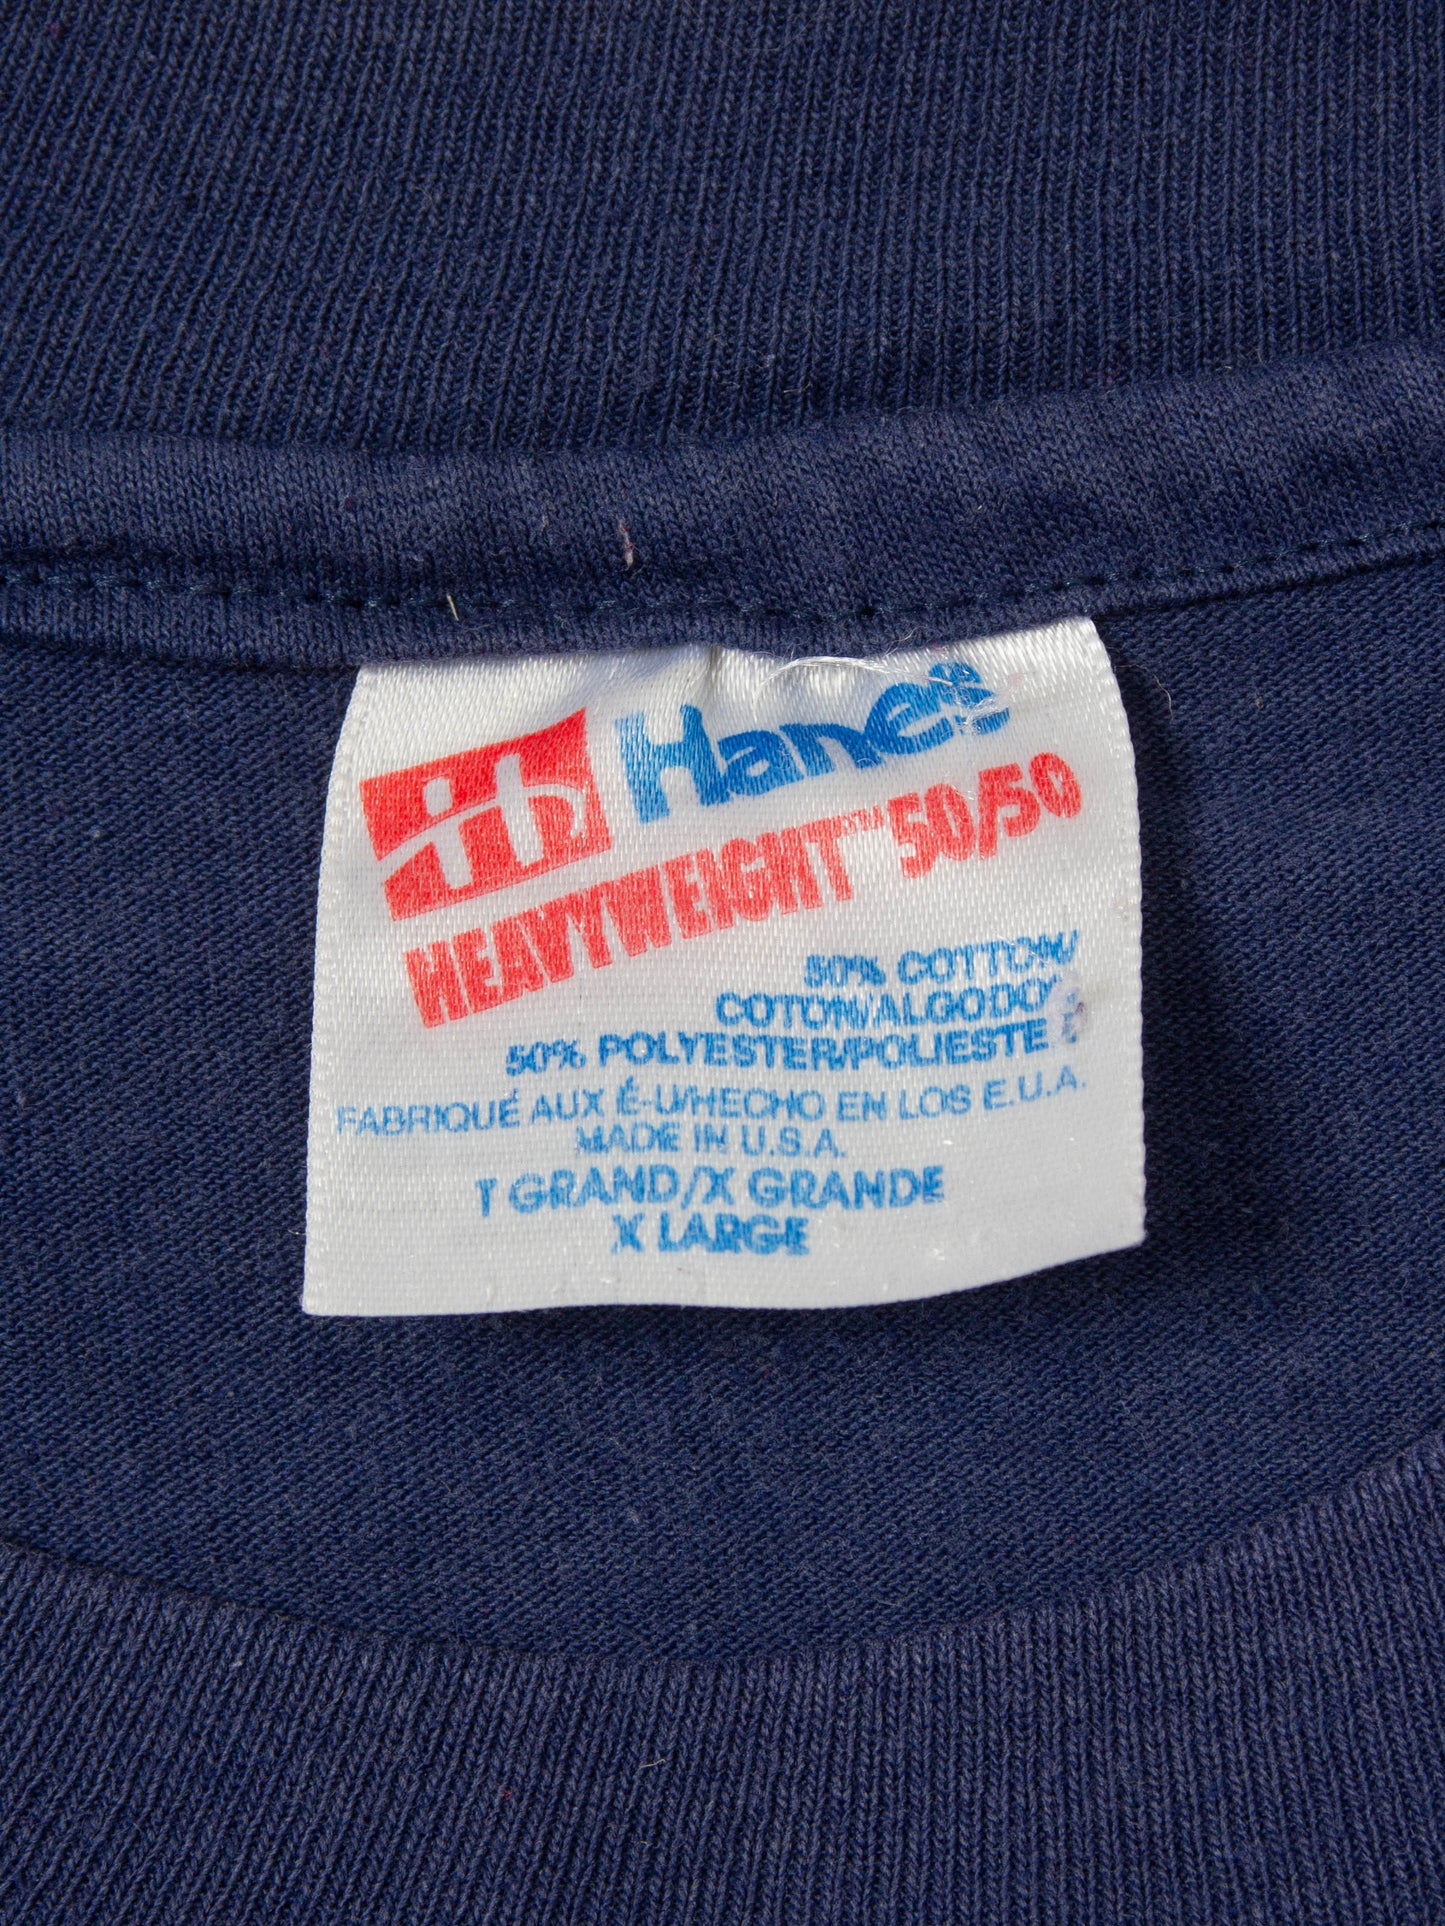 Hanes
HEAVYWEIGHT™ 50/50
50% COTTON/
COTON/ALGODON
50% POLYESTER/POLIESTER
FABRIQUÉ AUX É-U/HECHO EN LOS E.U.A.
MADE IN U.S.A.
T GRAND/X GRANDE
X LARGE